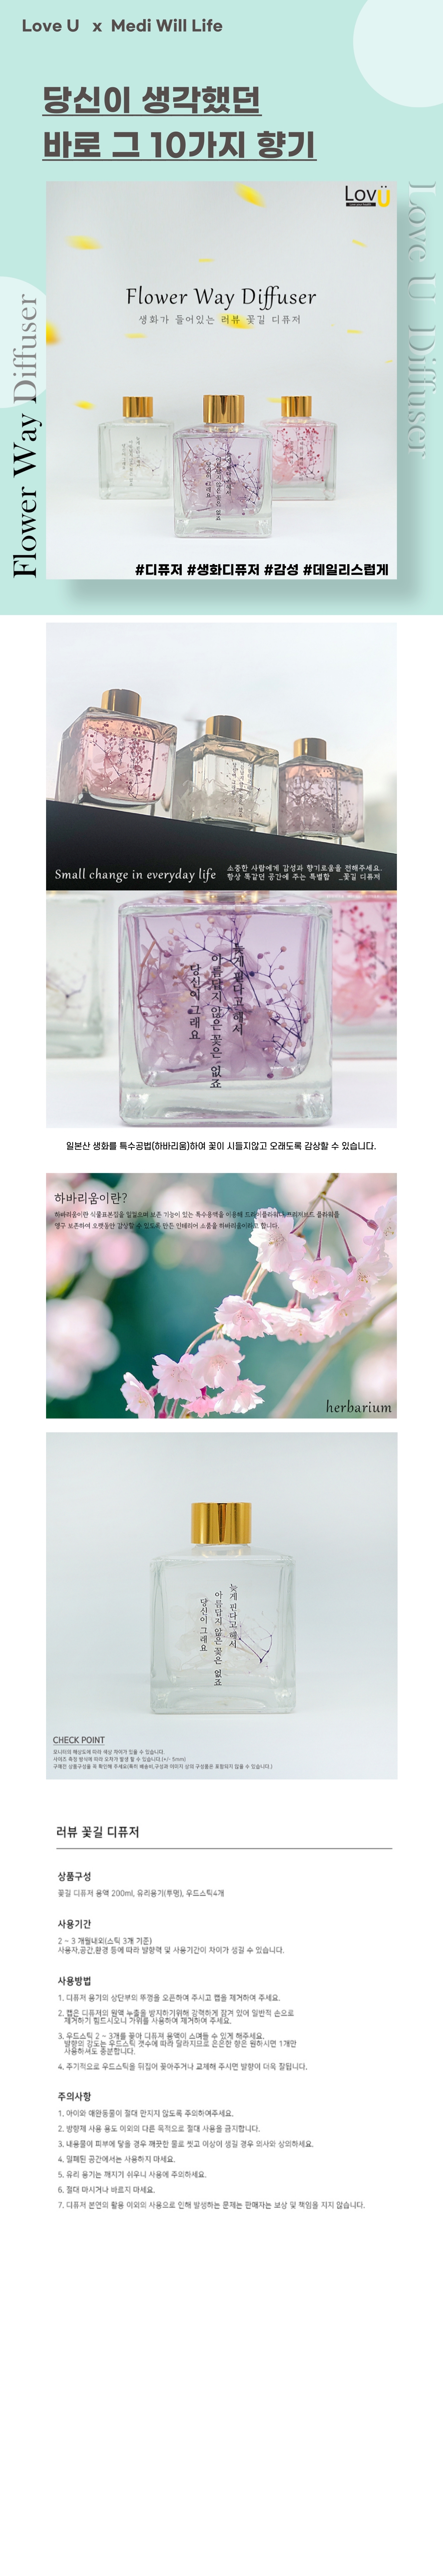 Love U x Medi Will Life
당신이 생각했던
바로 그 10가지 향기
LovU
Flower Way Diffuser
생화가 들어있는 러뷰 꽃길 디퓨저
늦게 핀다고 해서
아름답지 않은 꽃은 없죠
당신이 그래요
#디퓨저 #생화디퓨저 #감성 #데일리스럽게
Flower Way Diffuser
Love U Diffuser
Small change in everyday life
소중한 사람에게 감성과 향기로움을 전해주세요.
항상 똑같던 공간에 주는 특별함 _꽃길 디퓨저
늦게 핀다고 해서
아름답지 않은 꽃은 없죠
당신이 그래요
일본산 생화를 특수공법(하바리움)하여 꽃이 시들지않고 오래도록 감상할 수 있습니다.
하바리움이란?
하바리움이란 식물표본집을 일컬으며 보존 기능이 있는 특수용액을 이용해 드라이플라워나 프리저브드 플라워를
영구 보존하여 오랫동안 감상할 수 있도록 만든 인테리어 소품을 하바리움이라고 합니다.
herbarium
늦게 핀다고 해서
아름답지 않은 꽃은 없죠
당신이 그래요
CHECK POINT
모니터의 해상도에 따라 색상 차이가 있을 수 있습니다.
사이즈 측정 방식에 따라 오차가 발생 할 수 있습니다.(+/- 5mm)
구매전 상품구성을 꼭 확인해 주세요(특히 배송비,구성과 이미지 상의 구성품은 포함되지 않을 수 있습니다.)
러뷰 꽃길 디퓨저
상품구성
꽃길 디퓨저 용액 200ml, 유리용기(투명), 우드스틱4개
사용기간
2 ~ 3 개월내외(스틱 3개 기준)
사용자,공간,환경 등에 따라 발향력 및 사용기간이 차이가 생길 수 있습니다.
사용방법
1. 디퓨저 용기의 상단부의 뚜껑을 오픈하여 주시고 캡을 제거하여 주세요.
2. 캡은 디퓨저의 원액 누출을 방지하기위해 강력하게 잠겨 있어 일반적 손으로
제거하기 힘드시오니 가위를 사용하여 제거하여 주세요.
3. 우드스틱 2 ~ 3개를 꽂아 디퓨저 용액이 스며들 수 있게 해주세요.
발향의 강도는 우드스틱 갯수에 따라 달라지므로 은은한 향은 원하시면 1개만
사용하셔도 충분합니다.
4. 주기적으로 우드스틱을 뒤집어 꽂아주거나 교체해 주시면 발향이 더욱 잘됩니다.
주의사항
1. 아이와 애완동물이 절대 만지지 않도록 주의하여주세요.
2. 방향제 사용 용도 이외의 다른 목적으로 절대 사용을 금지합니다.
3. 내용물이 피부에 닿을 경우 깨끗한 물로 씻고 이상이 생길 경우 의사와 상의하세요.
4. 밀폐된 공간에서는 사용하지 마세요.
5. 유리 용기는 깨지기 쉬우니 사용에 주의하세요.
6. 절대 마시거나 바르지 마세요.
7. 디퓨저 본연의 활용 이외의 사용으로 인해 발생하는 문제는 판매자는 보상 및 책임을 지지 않습니다.